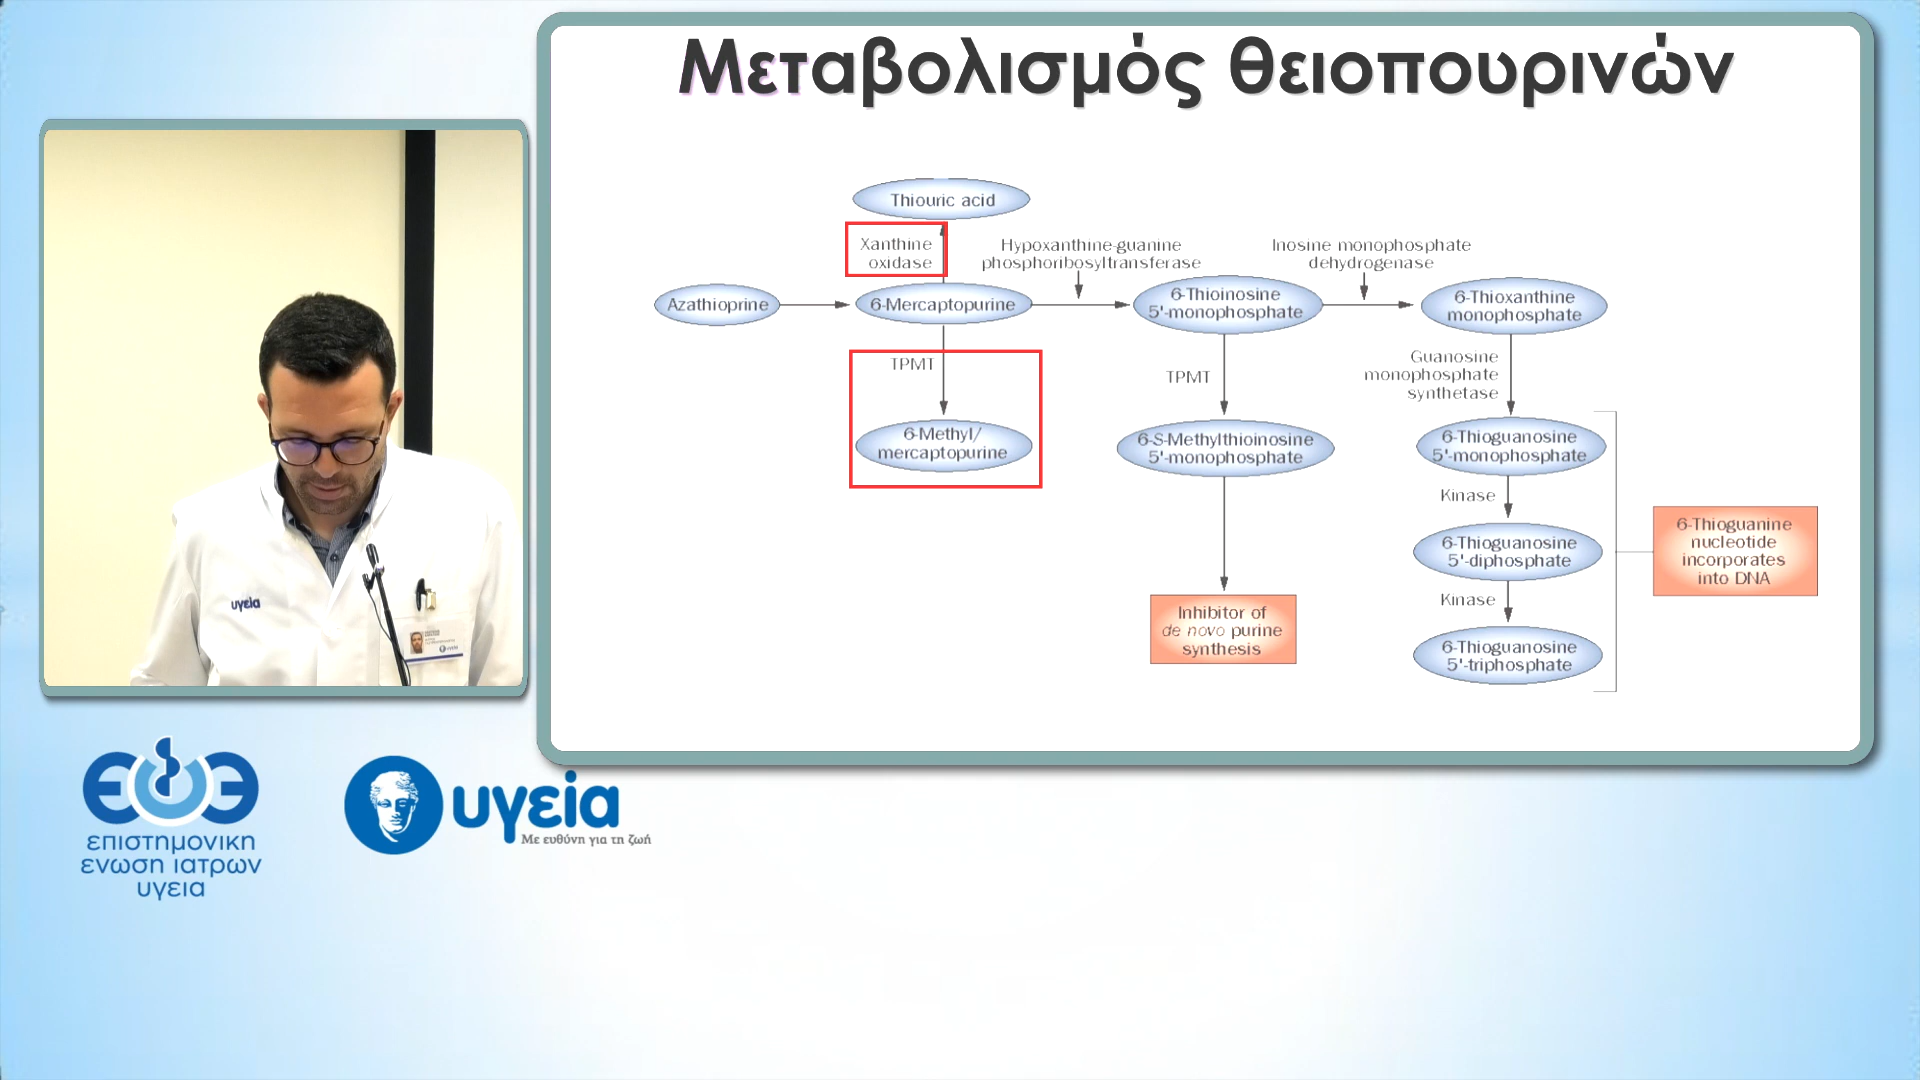 Μεταβολισμός θειοπουρινών
Thiouric acid
Xanthine
oxidase
Hypoxanthine-guanine
phosphoribosyltransferase
Inosine monophosphate
dehydrogenase
Azathioprine
6-Mercaptopurine
6-Thioinosine
5'-monophosphate
6-Thioxanthine
monophosphate
TPMT
TPMT
Guanosine
monophosphate
synthetase
6-Methyl/
mercaptopurine
6-S-Methylthioinosine
5'-monophosphate
6-Thioguanosine
5'-monophosphate
Kinase
6-Thioguanosine
5'-diphosphate
Kinase
6-Thioguanosine
5'-triphosphate
6-Thioguanine
nucleotide
incorporates
into DNA
Inhibitor of
de novo purine
synthesis
υγεία
υγεία
επιστημονικη
ενωση ιατρων
υγεια
υγεία
Με ευθύνη για τη ζωή